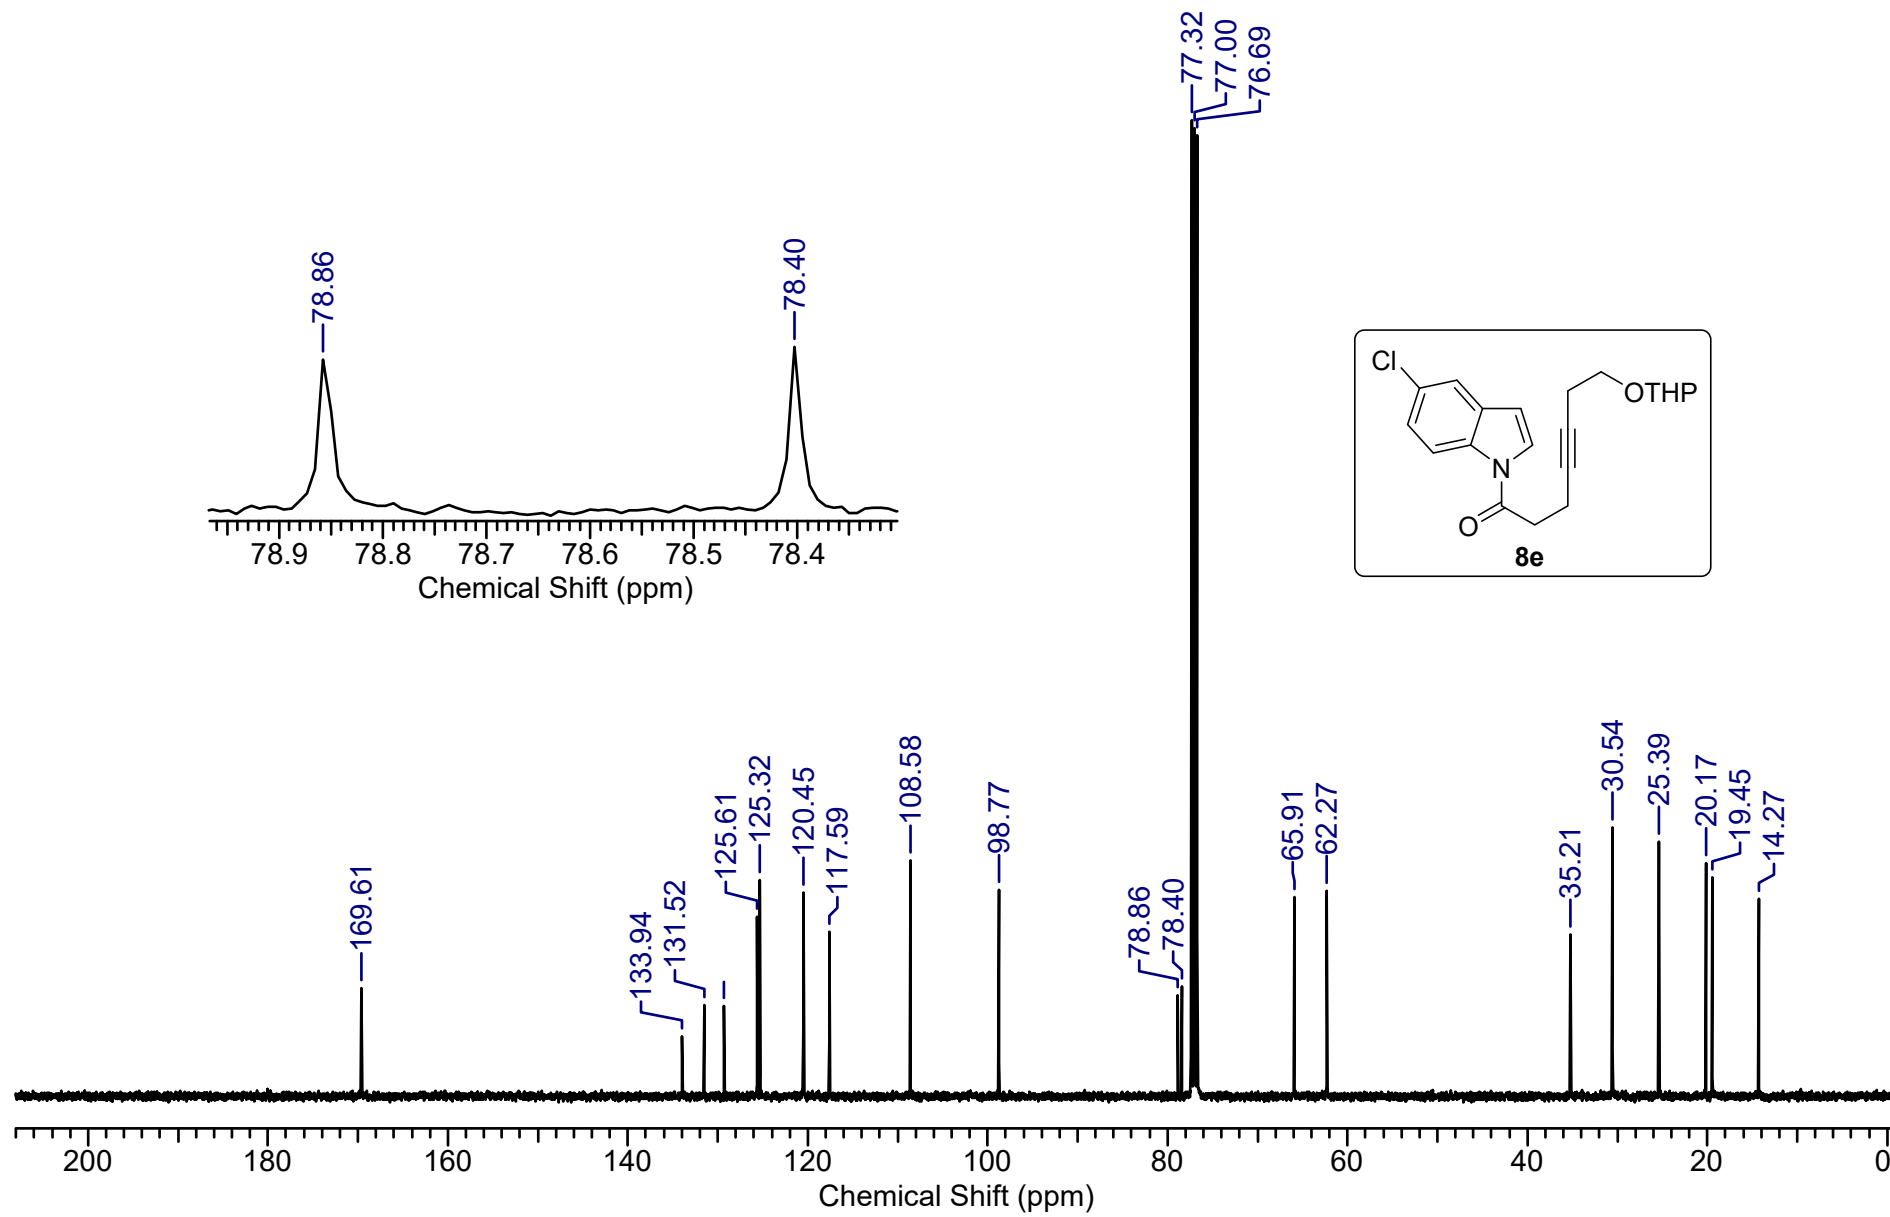 77.32
77.00
76.69
78.86
78.40
78.9 78.8 78.7 78.6 78.5 78.4
Chemical Shift (ppm)
Cl
OTHP
N
O
8e
169.61
133.94
131.52
125.61
125.32
120.45
117.59
108.58
98.77
78.86
78.40
65.91
62.27
35.21
30.54
25.39
20.17
19.45
14.27
200 180 160 140 120 100 80 60 40 20 0
Chemical Shift (ppm)